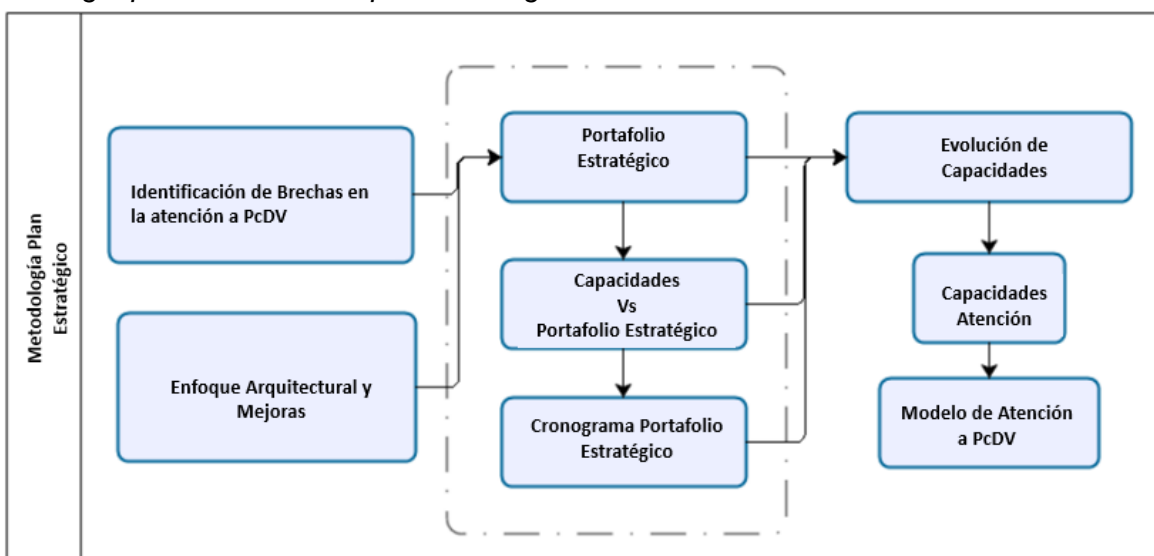 Metodología Plan
Estratégico
Identificación de Brechas en
la atención a PcDV
Enfoque Arquitectural y
Mejoras
Portafolio
Estratégico
Capacidades
Vs
Portafolio Estratégico
Cronograma Portafolio
Estratégico
Evolución de
Capacidades
Capacidades
Atención
Modelo de Atención
a PcDV